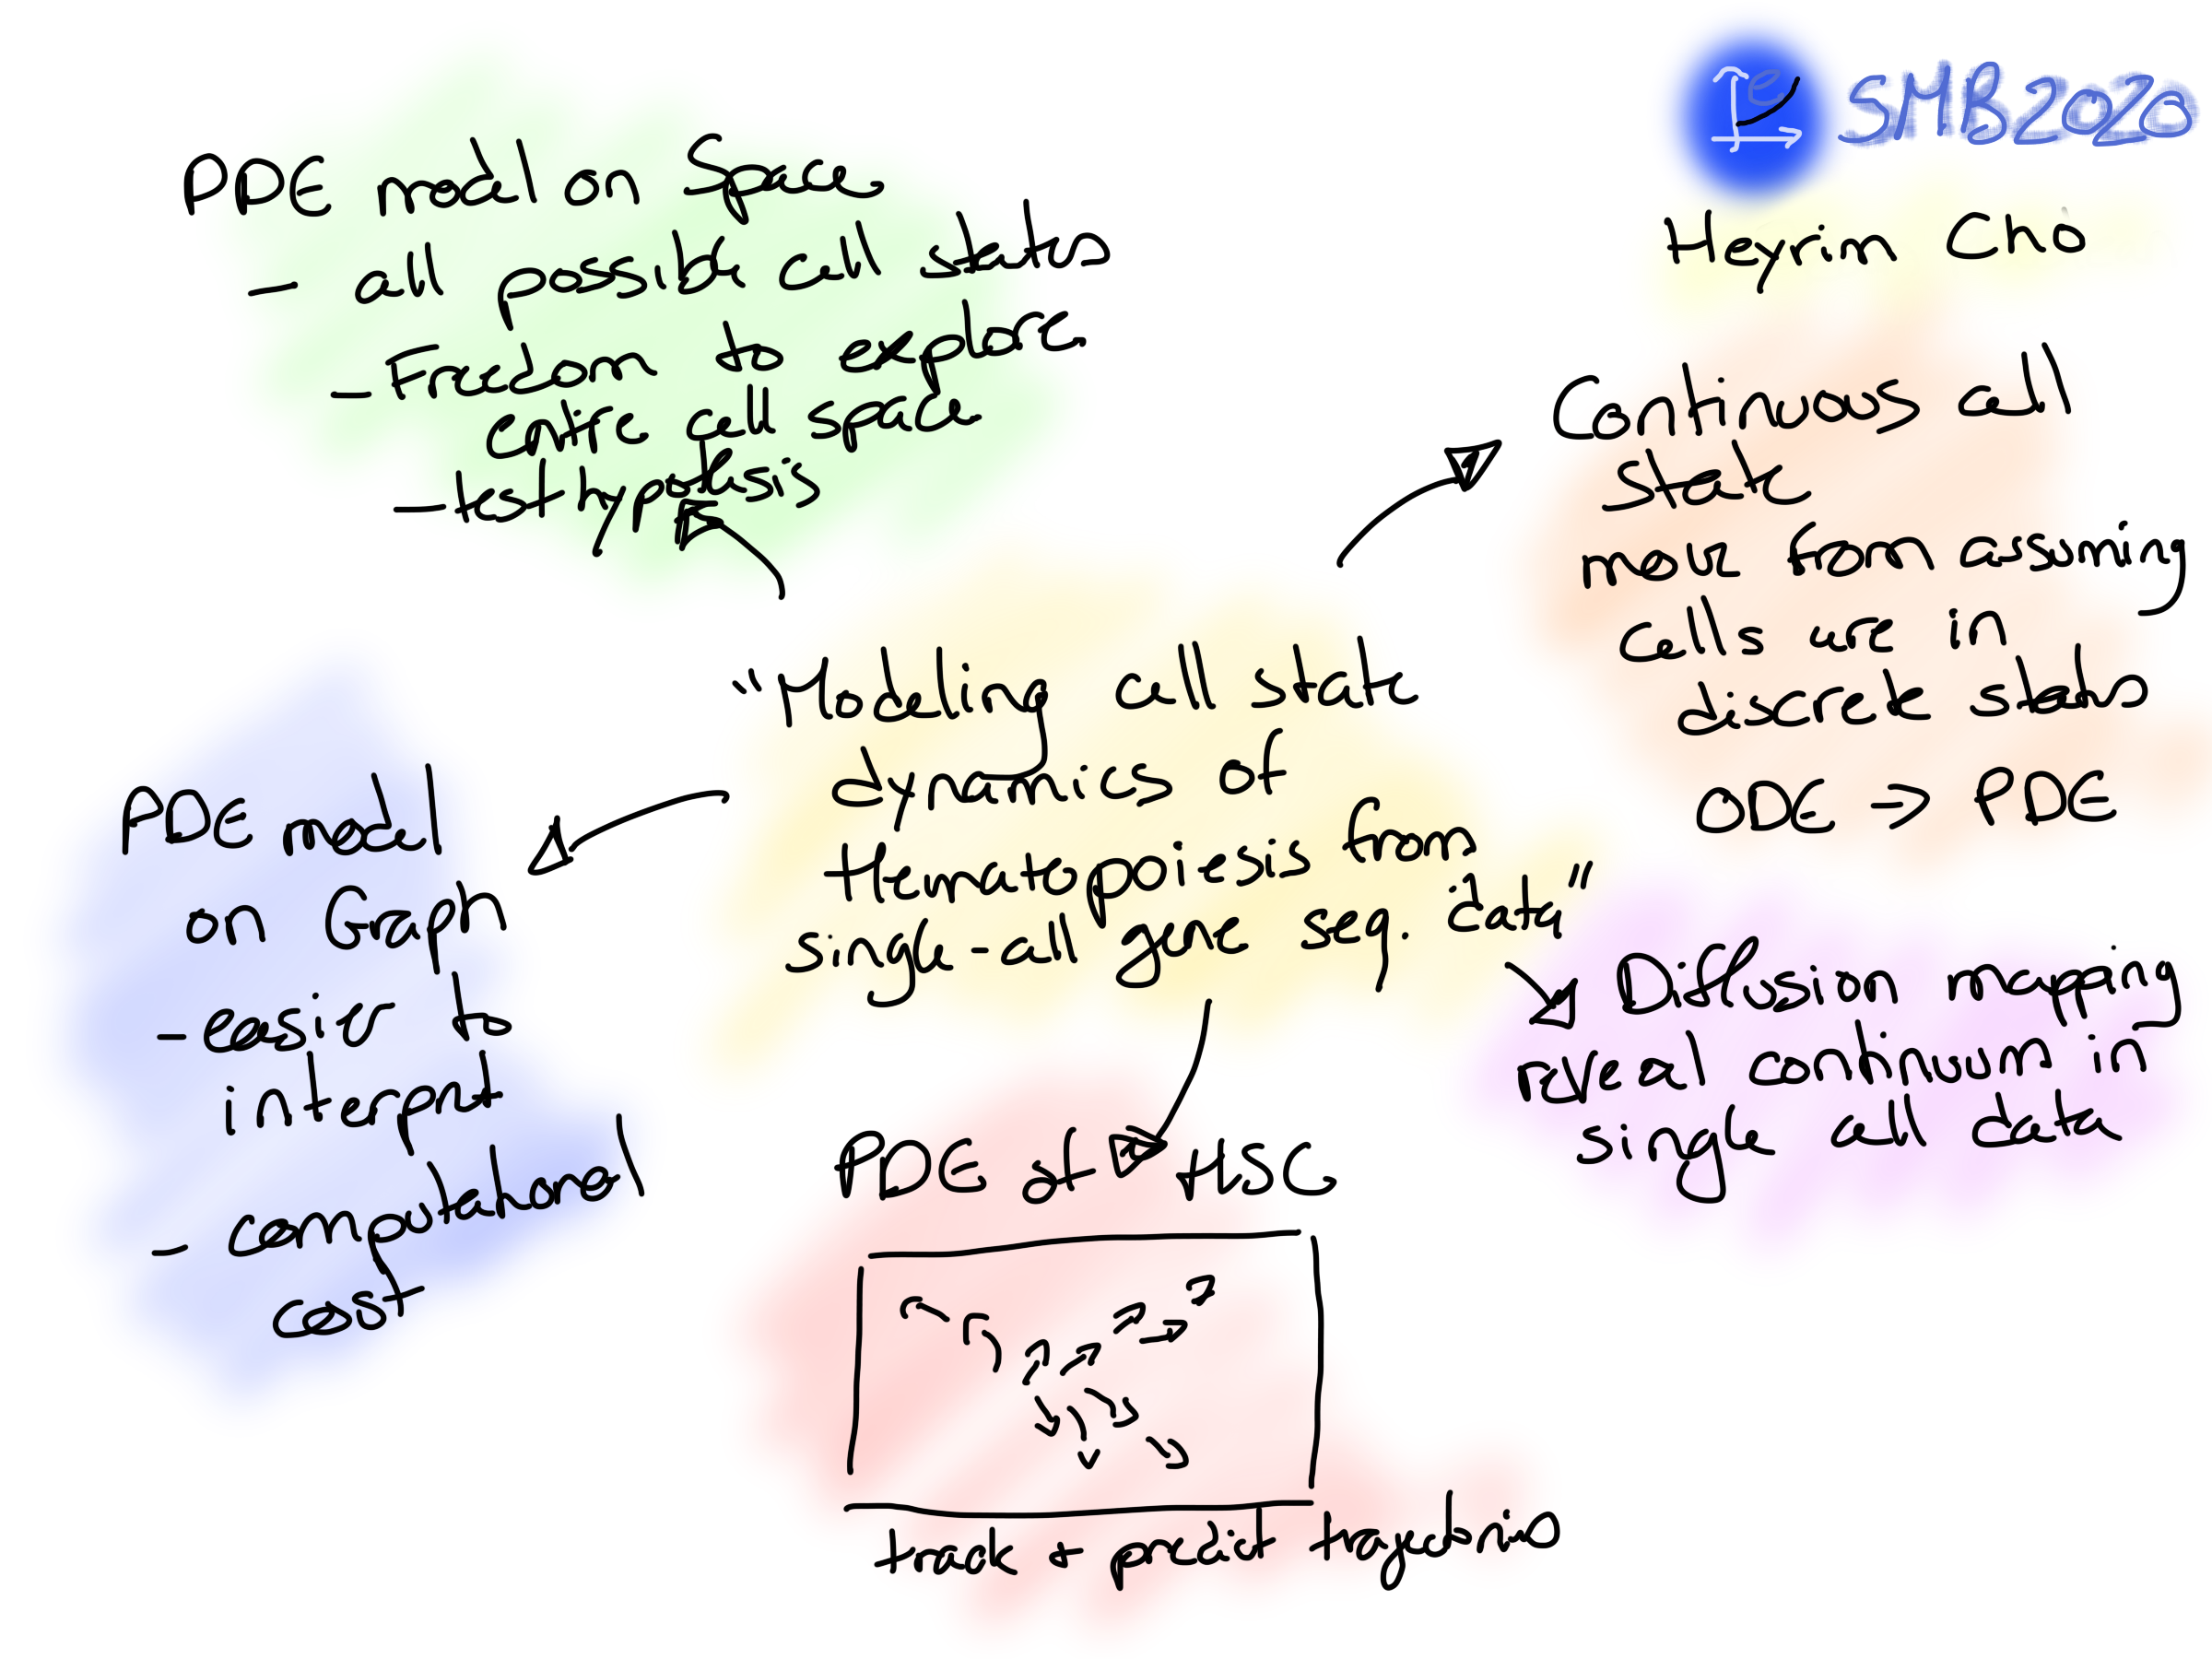 SMB2020
Heyrim Cho
PDE model on Space
- all possible cell states
- Freedom to explore
entire cell space
- test hypothesis
Continuous cell
state
move from assuming
cells are in
discrete states
ODE -> PDE
"Modeling cell state
dynamics of
Hematopoiesis from
single-cell gene seq. data"
PDE model
on Graph
- easier to
interpret
- computational
cost
Diffusion mapping
reveal continuum in
single cell data
PDE of HSC
track + predict trajectories